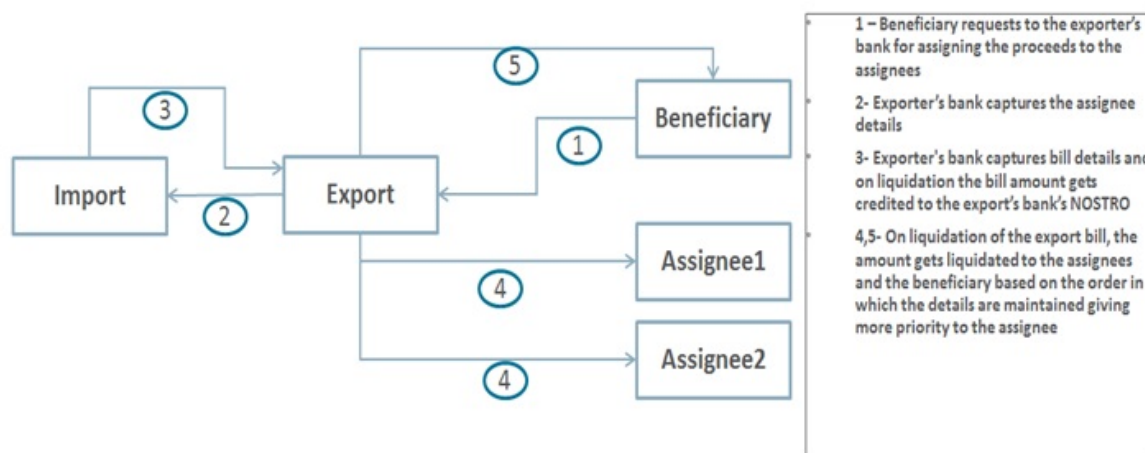 5
3
Beneficiary
1
Import
Export
2
Assignee1
4
Assignee2
4
1 – Beneficiary requests to the exporter's
bank for assigning the proceeds to the
assignees
2- Exporter's bank captures the assignee
details
3- Exporter's bank captures bill details and
on liquidation the bill amount gets
credited to the export's bank's NOSTRO
4,5- On liquidation of the export bill, the
amount gets liquidated to the assignees
and the beneficiary based on the order in
which the details are maintained giving
more priority to the assignee